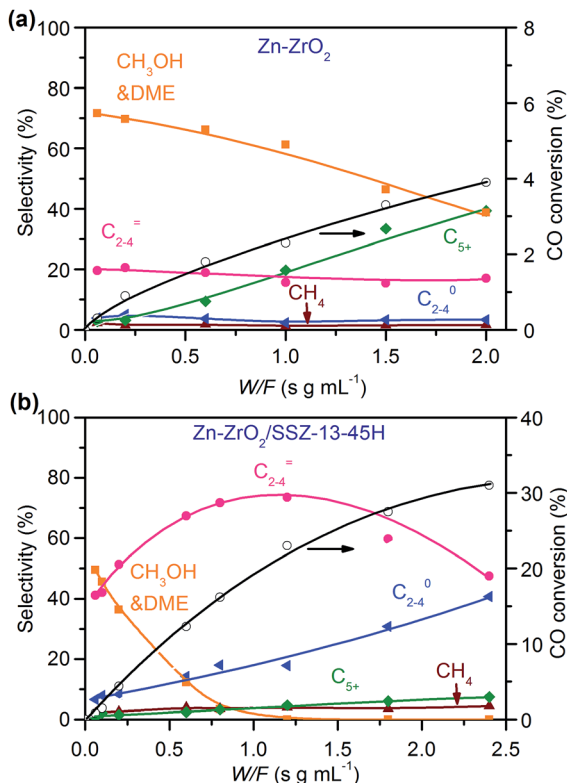 (a)
Zn-ZrO₂
CH₃OH
&DME
C₂₋₄⁼
C₅₊
CH₄
C₂₋₄⁰
Selectivity (%)
100
80
60
40
20
0
CO conversion (%)
8
6
4
2
0
0.0 0.5 1.0 1.5 2.0
W/F (s g mL⁻¹)
(b)
Zn-ZrO₂/SSZ-13-45H
C₂₋₄⁼
CH₃OH
&DME
C₂₋₄⁰
C₅₊
CH₄
Selectivity (%)
100
80
60
40
20
0
CO conversion (%)
40
30
20
10
0
0.0 0.5 1.0 1.5 2.0 2.5
W/F (s g mL⁻¹)